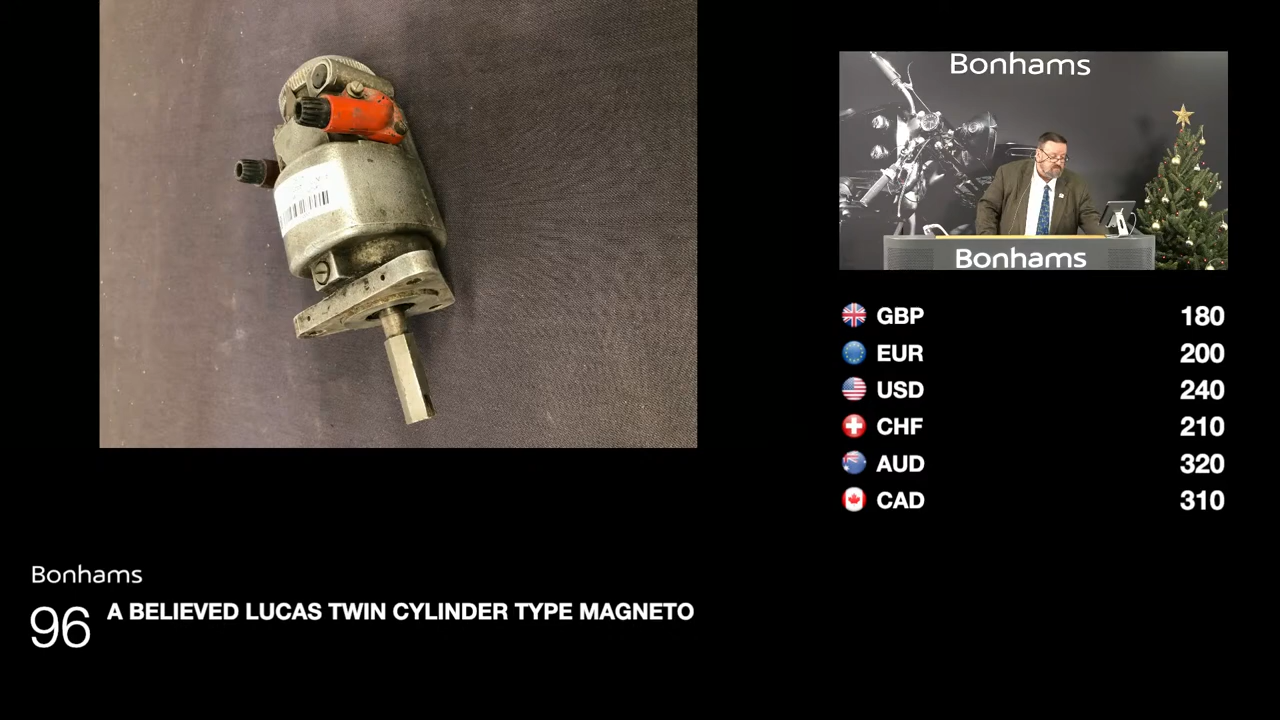 Bonhams
Bonhams
GBP 180
EUR 200
USD 240
CHF 210
AUD 320
CAD 310
Bonhams
96 A BELIEVED LUCAS TWIN CYLINDER TYPE MAGNETO